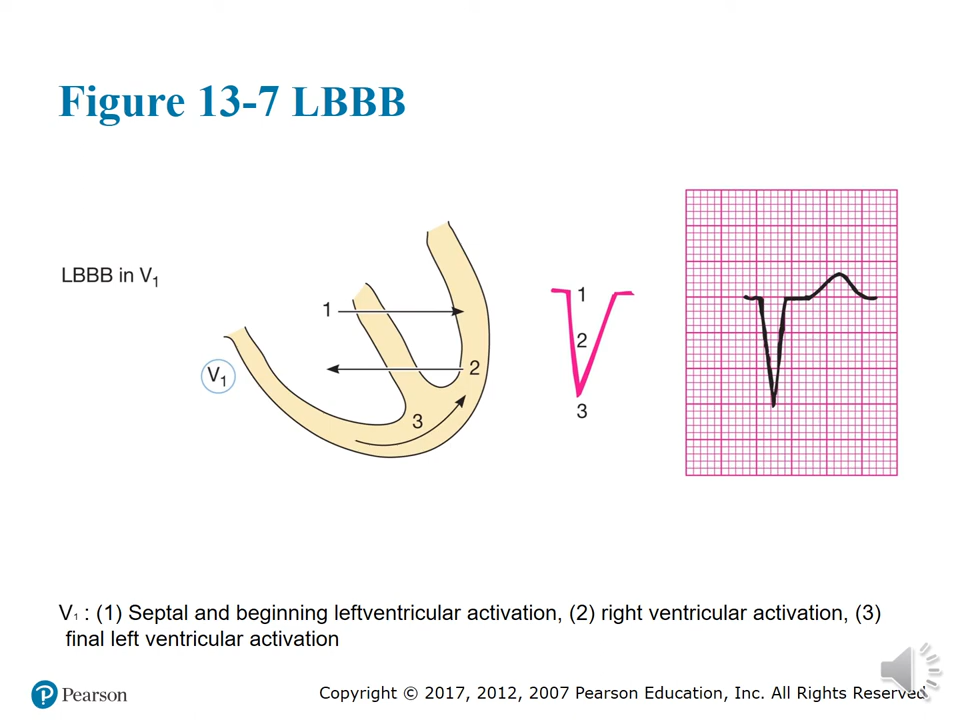 Figure 13-7 LBBB
LBBB in V1
1
2
3
V1
1
2
3
V1 : (1) Septal and beginning leftventricular activation, (2) right ventricular activation, (3)
final left ventricular activation
Pearson
Copyright © 2017, 2012, 2007 Pearson Education, Inc. All Rights Reserved